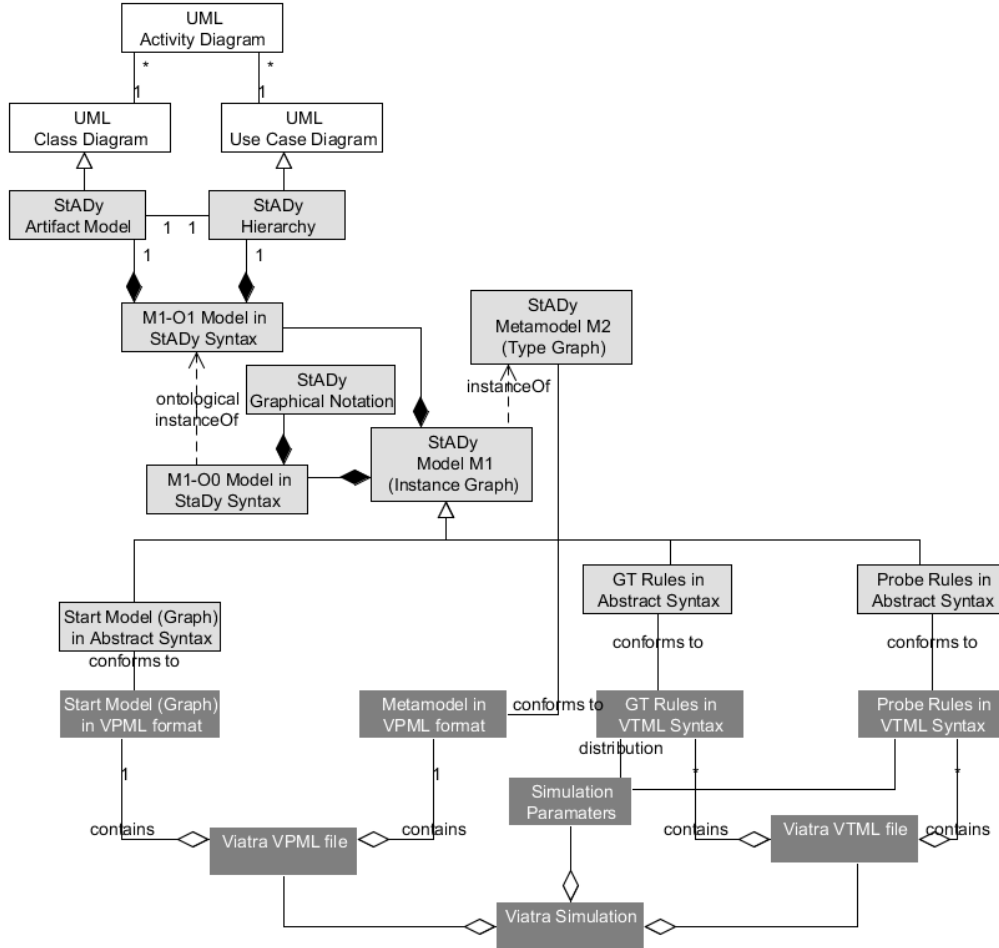 UML
Activity Diagram
*
*
1
1
UML
Class Diagram
UML
Use Case Diagram
StADy
Artifact Model
StADy
Hierarchy
1
1
1
1
M1-O1 Model in
StADy Syntax
StADy
Metamodel M2
(Type Graph)
StADy
Graphical Notation
instanceOf
ontological
instanceOf
StADy
Model M1
(Instance Graph)
M1-O0 Model in
StaDy Syntax
GT Rules in
Abstract Syntax
Probe Rules in
Abstract Syntax
Start Model (Graph)
in Abstract Syntax
conforms to
conforms to
conforms to
Start Model (Graph)
in VPML format
Metamodel in
VPML format
conforms to
GT Rules in
VTML Syntax
Probe Rules in
VTML Syntax
distribution
1
1
*
*
Simulation
Paramaters
contains
contains
contains
contains
Viatra VPML file
Viatra VTML file
Viatra Simulation